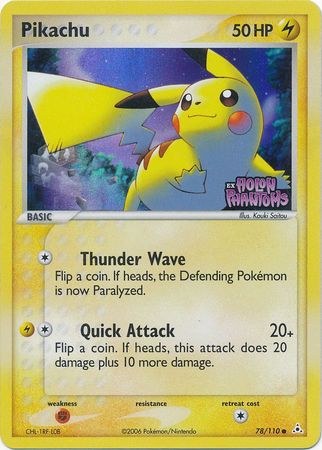 Pikachu 50 HP
EX HOLON PHANTOMS
Illus. Kouki Saitou
BASIC
Thunder Wave
Flip a coin. If heads, the Defending Pokémon
is now Paralyzed.
Quick Attack 20+
Flip a coin. If heads, this attack does 20
damage plus 10 more damage.
weakness resistance retreat cost
CHL-TRF-LOB ©2006 Pokémon/Nintendo 78/110